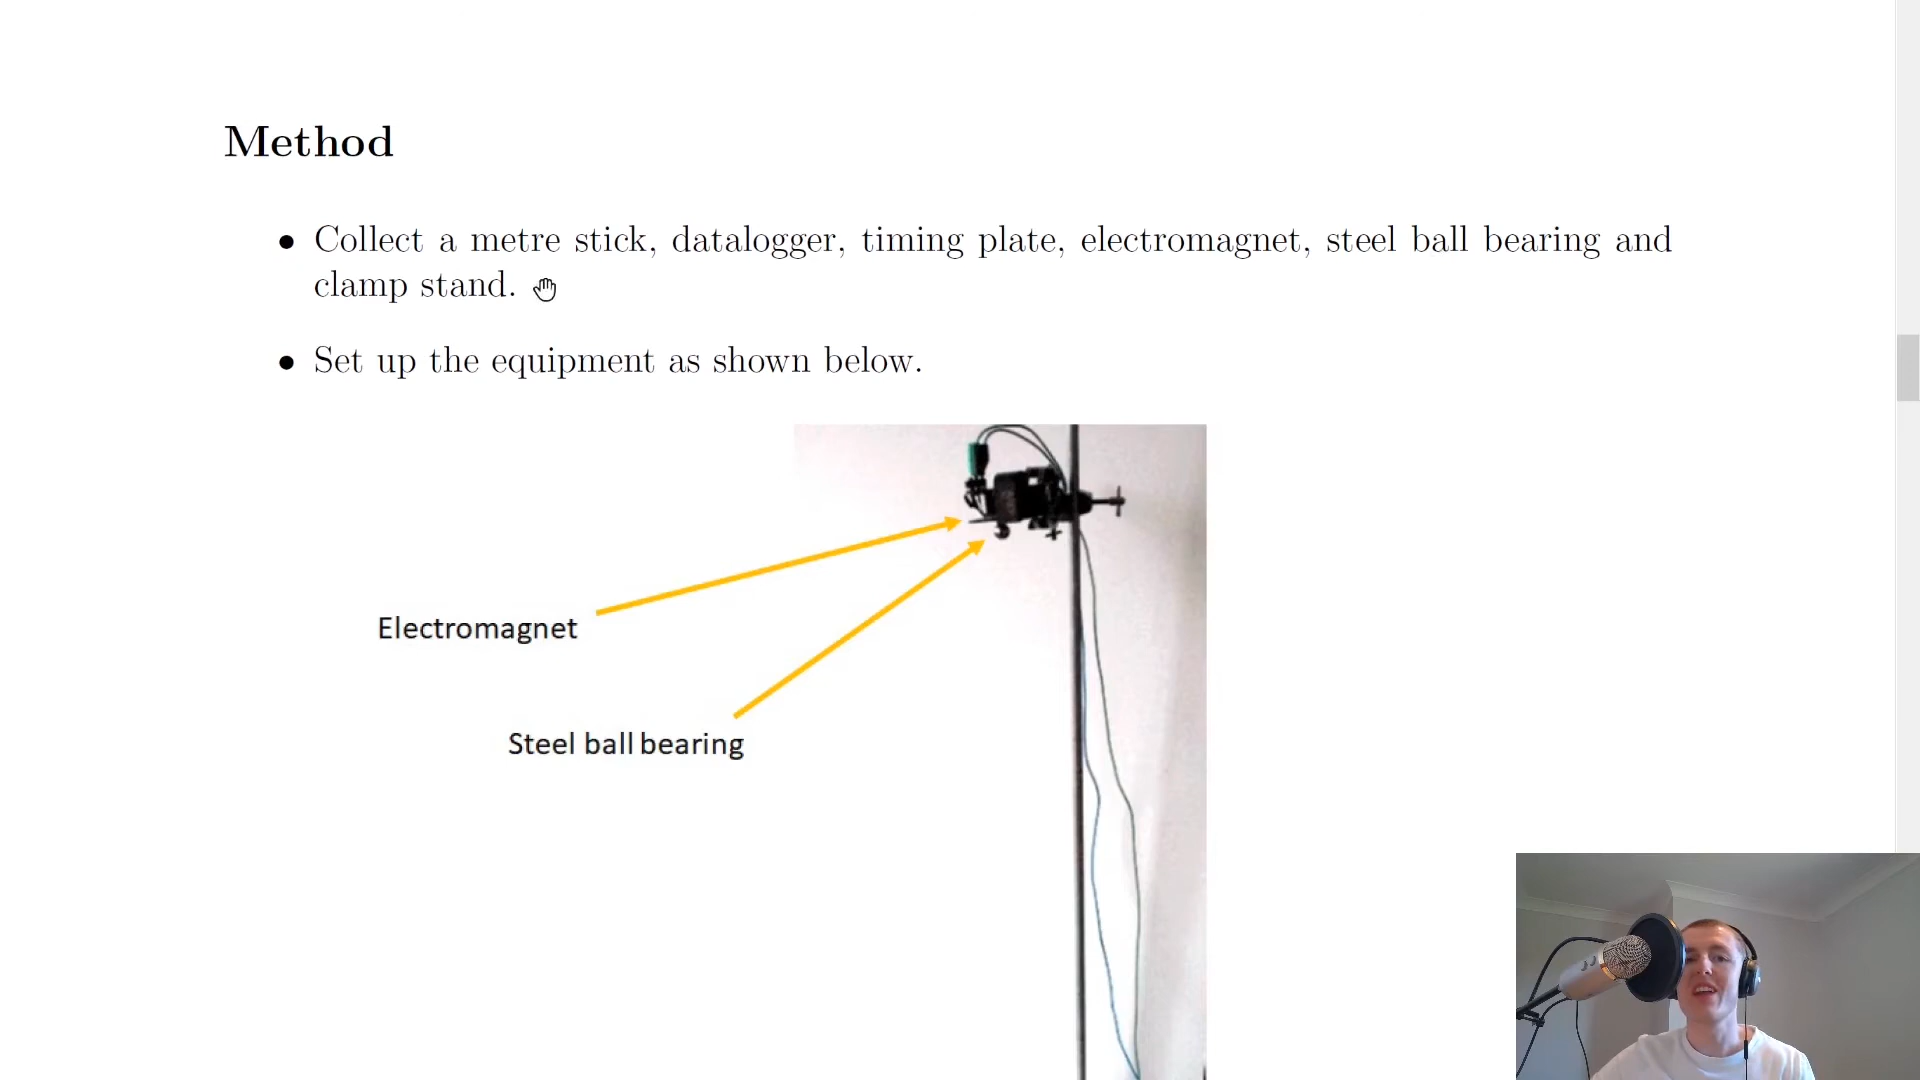 Method
• Collect a metre stick, datalogger, timing plate, electromagnet, steel ball bearing and
clamp stand.
• Set up the equipment as shown below.
Electromagnet
Steel ball bearing